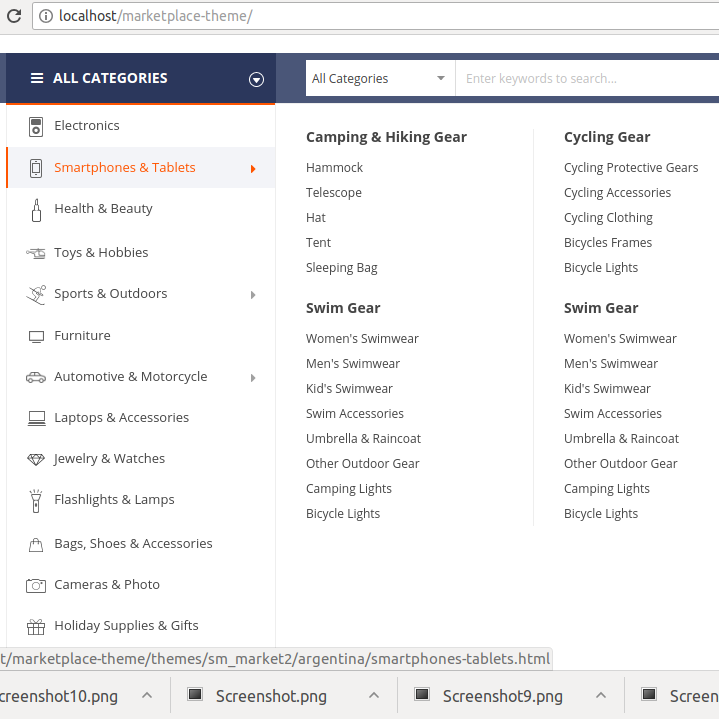 localhost/marketplace-theme/
ALL CATEGORIES
All Categories
Enter keywords to search...
Electronics
Smartphones & Tablets
Health & Beauty
Toys & Hobbies
Sports & Outdoors
Furniture
Automotive & Motorcycle
Laptops & Accessories
Jewelry & Watches
Flashlights & Lamps
Bags, Shoes & Accessories
Cameras & Photo
Holiday Supplies & Gifts
Camping & Hiking Gear
Hammock
Telescope
Hat
Tent
Sleeping Bag
Swim Gear
Women's Swimwear
Men's Swimwear
Kid's Swimwear
Swim Accessories
Umbrella & Raincoat
Other Outdoor Gear
Camping Lights
Bicycle Lights
Cycling Gear
Cycling Protective Gears
Cycling Accessories
Cycling Clothing
Bicycles Frames
Bicycle Lights
Swim Gear
Women's Swimwear
Men's Swimwear
Kid's Swimwear
Swim Accessories
Umbrella & Raincoat
Other Outdoor Gear
Camping Lights
Bicycle Lights
t/marketplace-theme/themes/sm_market2/argentina/smartphones-tablets.html
creenshot10.png
Screenshot.png
Screenshot9.png
Screen